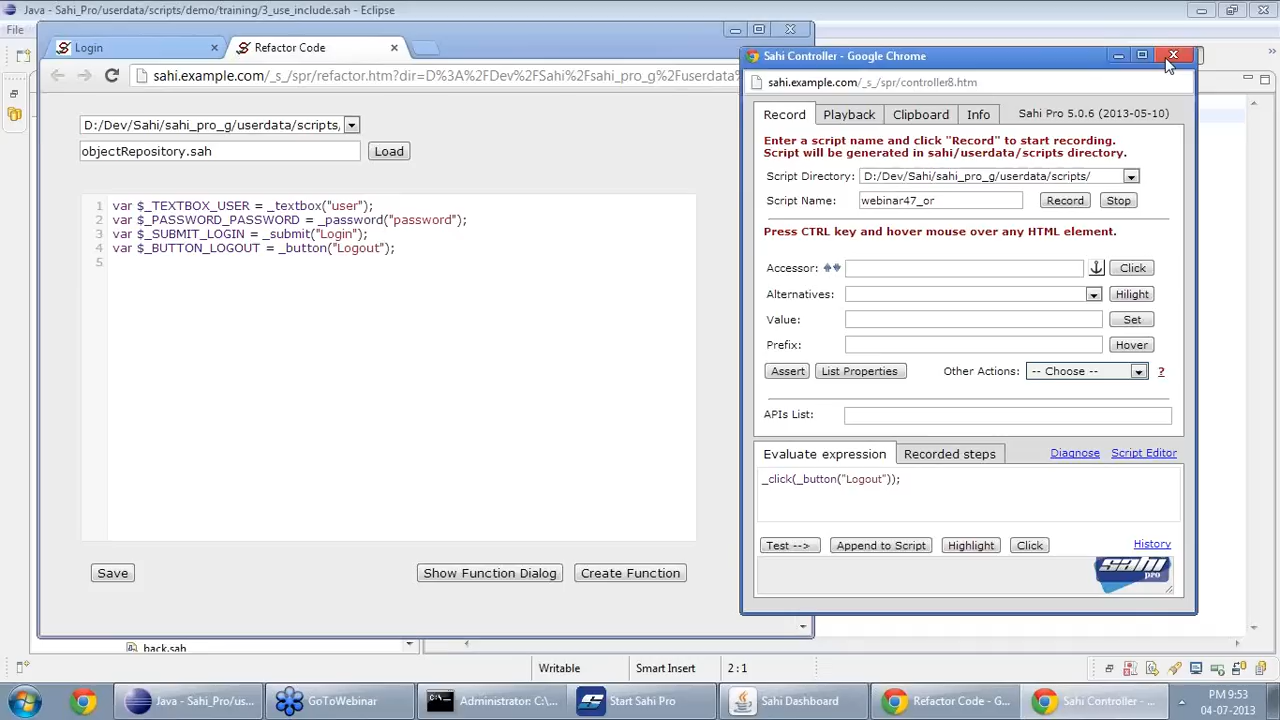 Java - Sahi_Pro/userdata/scripts/demo/training/3_use_include.sah - Eclipse
File
Login
Refactor Code
sahi.example.com/_s_/spr/refactor.htm?dir=D%3A%2FDev%2FSahi%2Fsahi_pro_g%2Fuserdata%
D:/Dev/Sahi/sahi_pro_g/userdata/scripts,
objectRepository.sah
Load
1 var $_TEXTBOX_USER = _textbox("user");
2 var $_PASSWORD_PASSWORD = _password("password");
3 var $_SUBMIT_LOGIN = _submit("Login");
4 var $_BUTTON_LOGOUT = _button("Logout");
5
Save
Show Function Dialog
Create Function
Sahi Controller - Google Chrome
sahi.example.com/_s_/spr/controller8.htm
Record
Playback
Clipboard
Info
Sahi Pro 5.0.6 (2013-05-10)
Enter a script name and click "Record" to start recording.
Script will be generated in sahi/userdata/scripts directory.
Script Directory: D:/Dev/Sahi/sahi_pro_g/userdata/scripts/
Script Name: webinar47_or Record Stop
Press CTRL key and hover mouse over any HTML element.
Accessor: Click
Alternatives: Hilight
Value: Set
Prefix: Hover
Assert List Properties Other Actions: -- Choose -- ?
APIs List:
Evaluate expression Recorded steps Diagnose Script Editor
_click(_button("Logout"));
Test --> Append to Script Highlight Click History
sahi
pro
back.sah
Writable Smart Insert 2:1
Java - Sahi_Pro/us...
GoToWebinar
Administrator: C:\...
Start Sahi Pro
Sahi Dashboard
Refactor Code - G...
Sahi Controller - ...
PM 9:53
04-07-2013